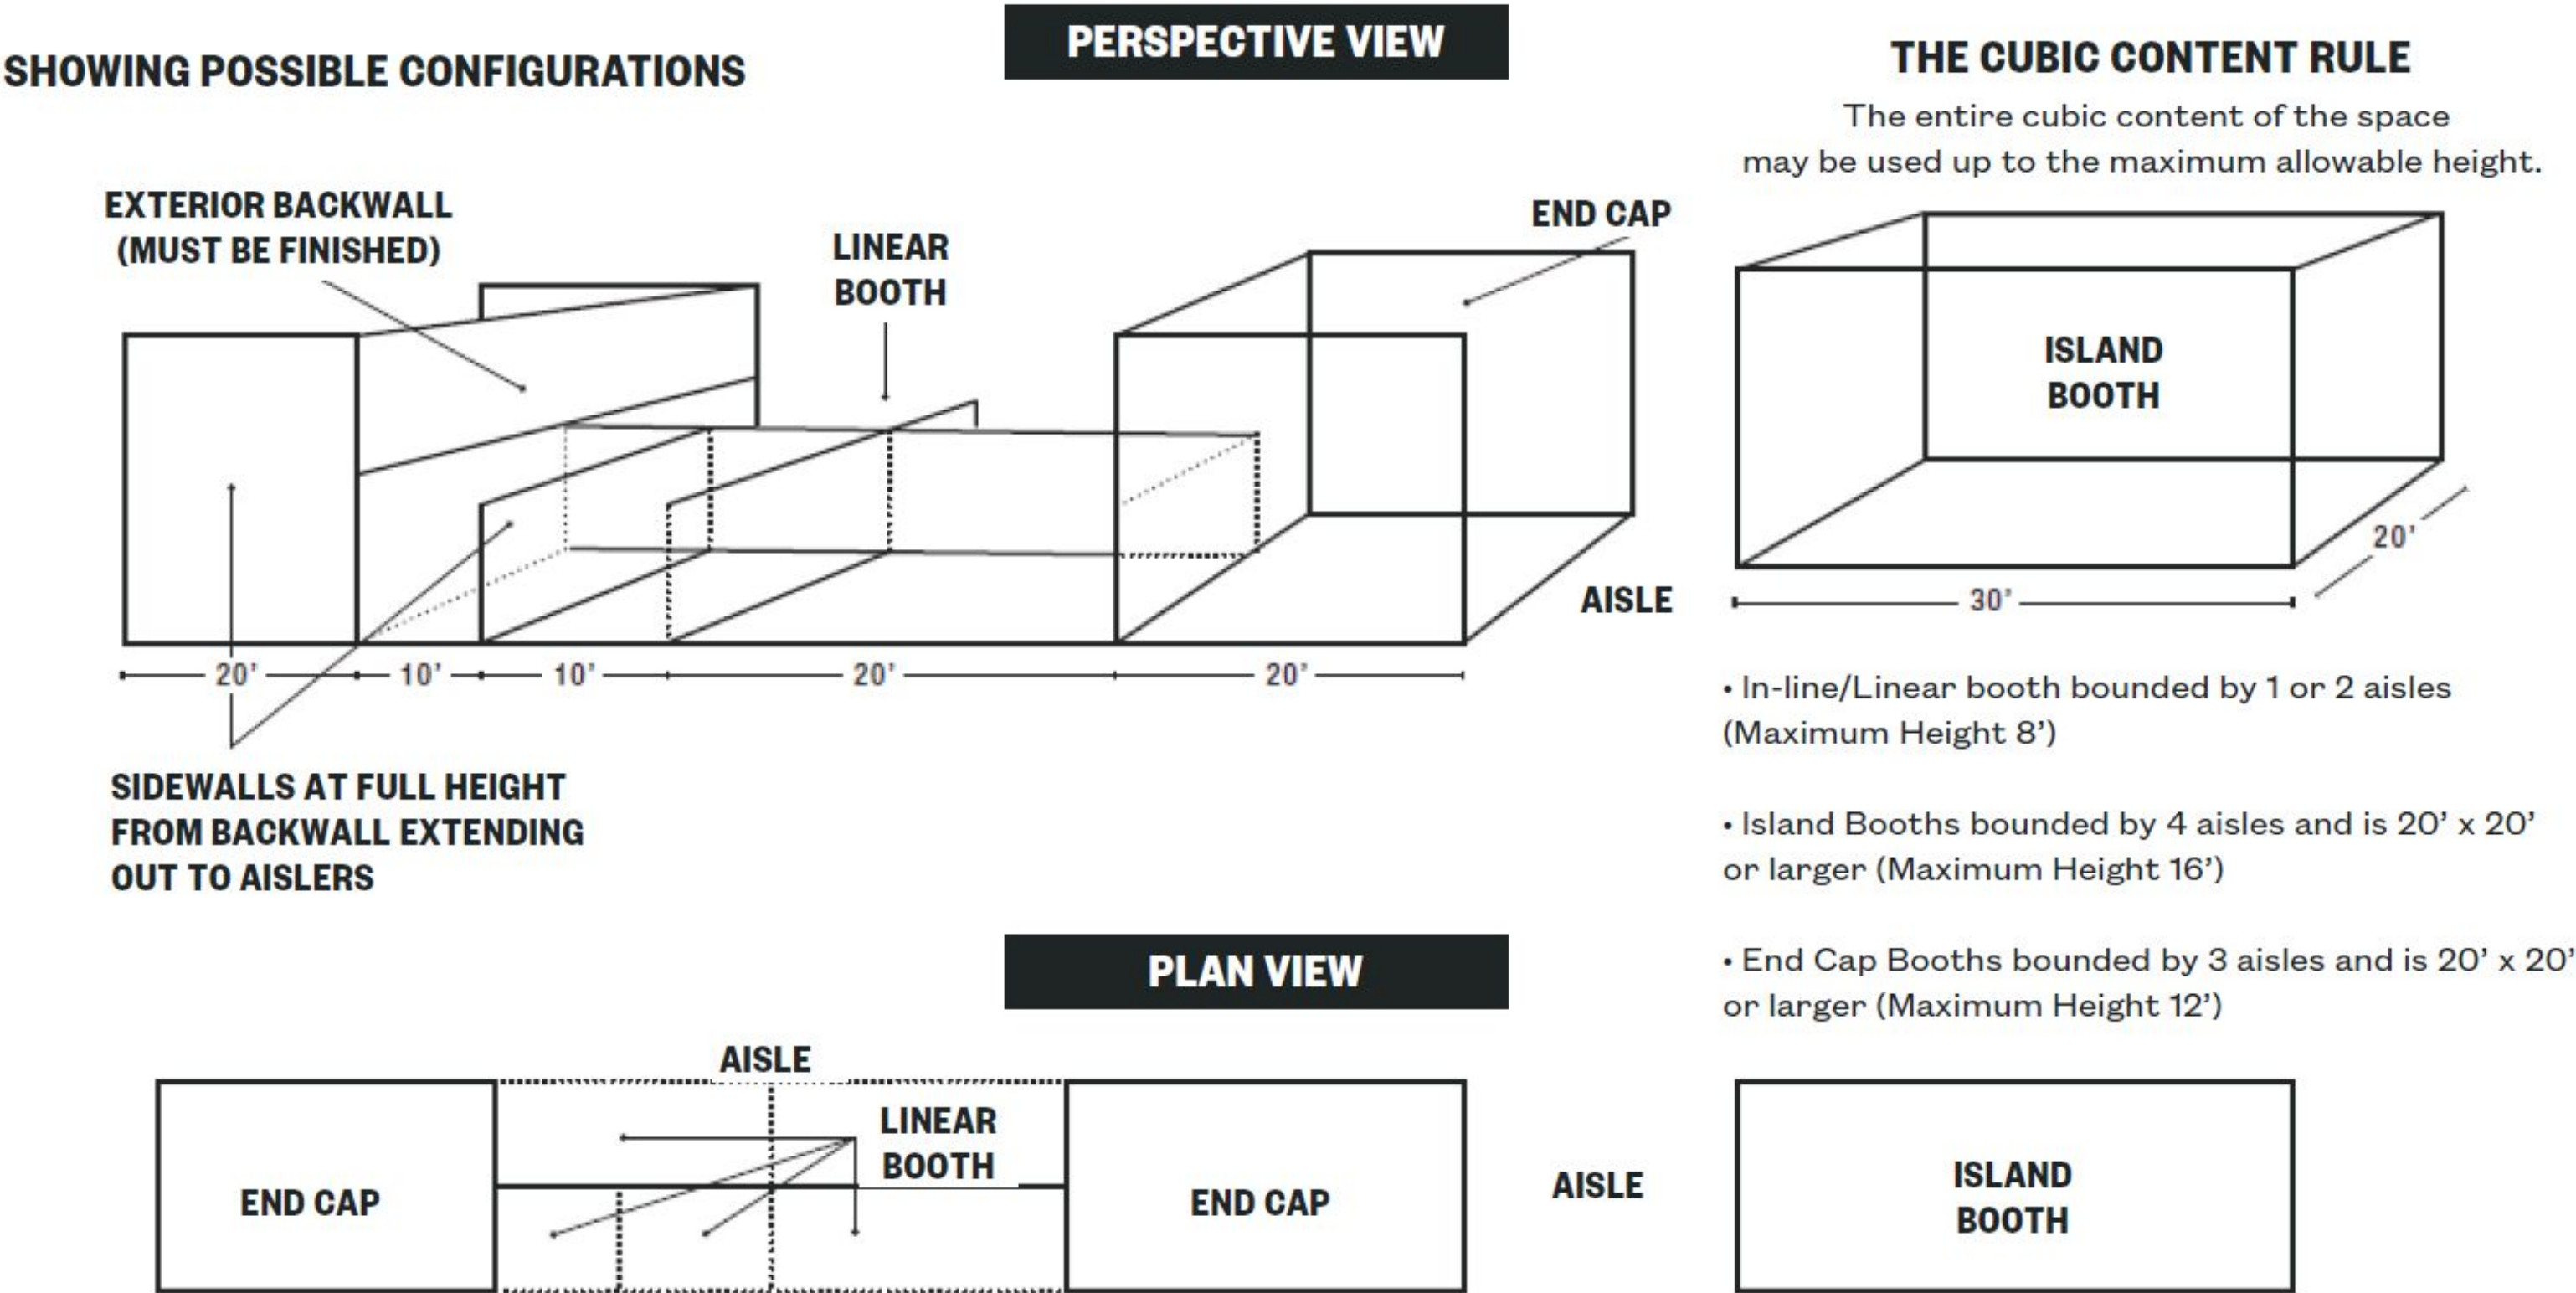 PERSPECTIVE VIEW
SHOWING POSSIBLE CONFIGURATIONS
EXTERIOR BACKWALL
(MUST BE FINISHED)
LINEAR
BOOTH
END CAP
AISLE
20'
10'
10'
20'
20'
SIDEWALLS AT FULL HEIGHT
FROM BACKWALL EXTENDING
OUT TO AISLERS
THE CUBIC CONTENT RULE
The entire cubic content of the space
may be used up to the maximum allowable height.
ISLAND
BOOTH
20'
30'
• In-line/Linear booth bounded by 1 or 2 aisles
(Maximum Height 8’)
• Island Booths bounded by 4 aisles and is 20’ x 20’
or larger (Maximum Height 16’)
• End Cap Booths bounded by 3 aisles and is 20’ x 20’
or larger (Maximum Height 12’)
PLAN VIEW
AISLE
END CAP
LINEAR
BOOTH
END CAP
AISLE
ISLAND
BOOTH